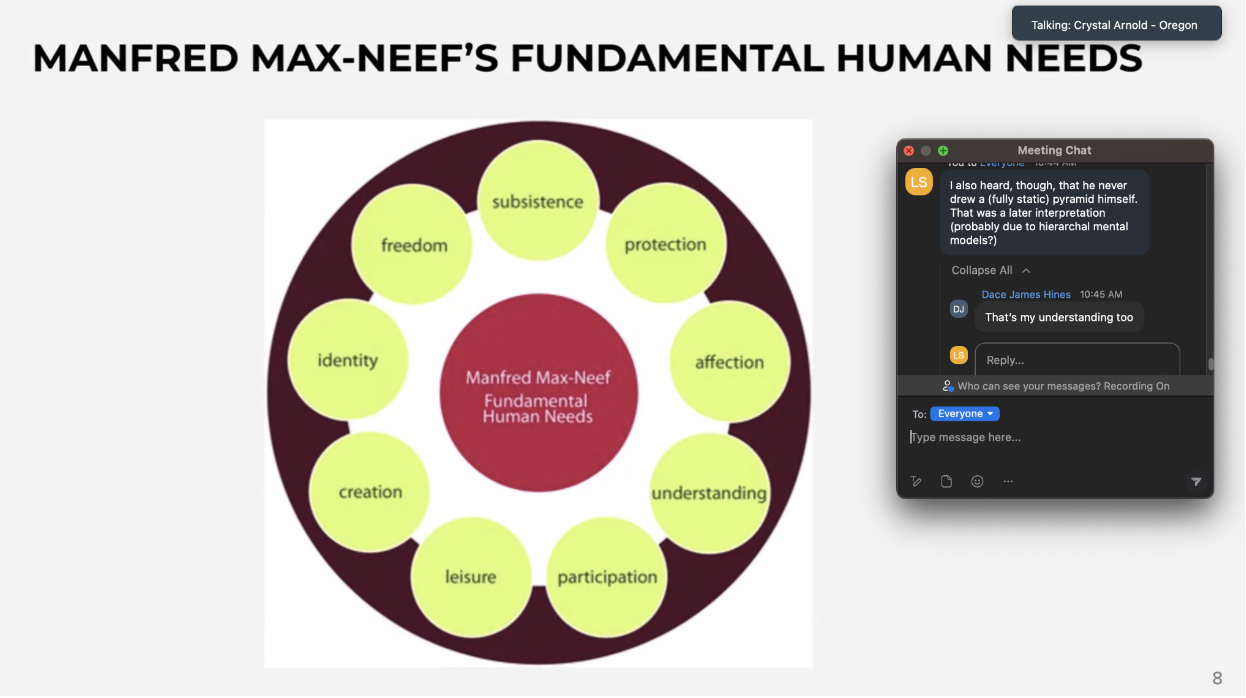 Talking: Crystal Arnold - Oregon
MANFRED MAX-NEEF'S FUNDAMENTAL HUMAN NEEDS
subsistence
protection
affection
understanding
participation
leisure
creation
identity
freedom
Manfred Max-Neef
Fundamental
Human Needs
Meeting Chat
You to Everyone 10:44 AM
LS
I also heard, though, that he never
drew a (fully static) pyramid himself.
That was a later interpretation
(probably due to hierarchal mental
models?)
Collapse All
Dace James Hines 10:45 AM
DJ
That's my understanding too
LS
Reply...
Who can see your messages? Recording On
To: Everyone
Type message here...
8